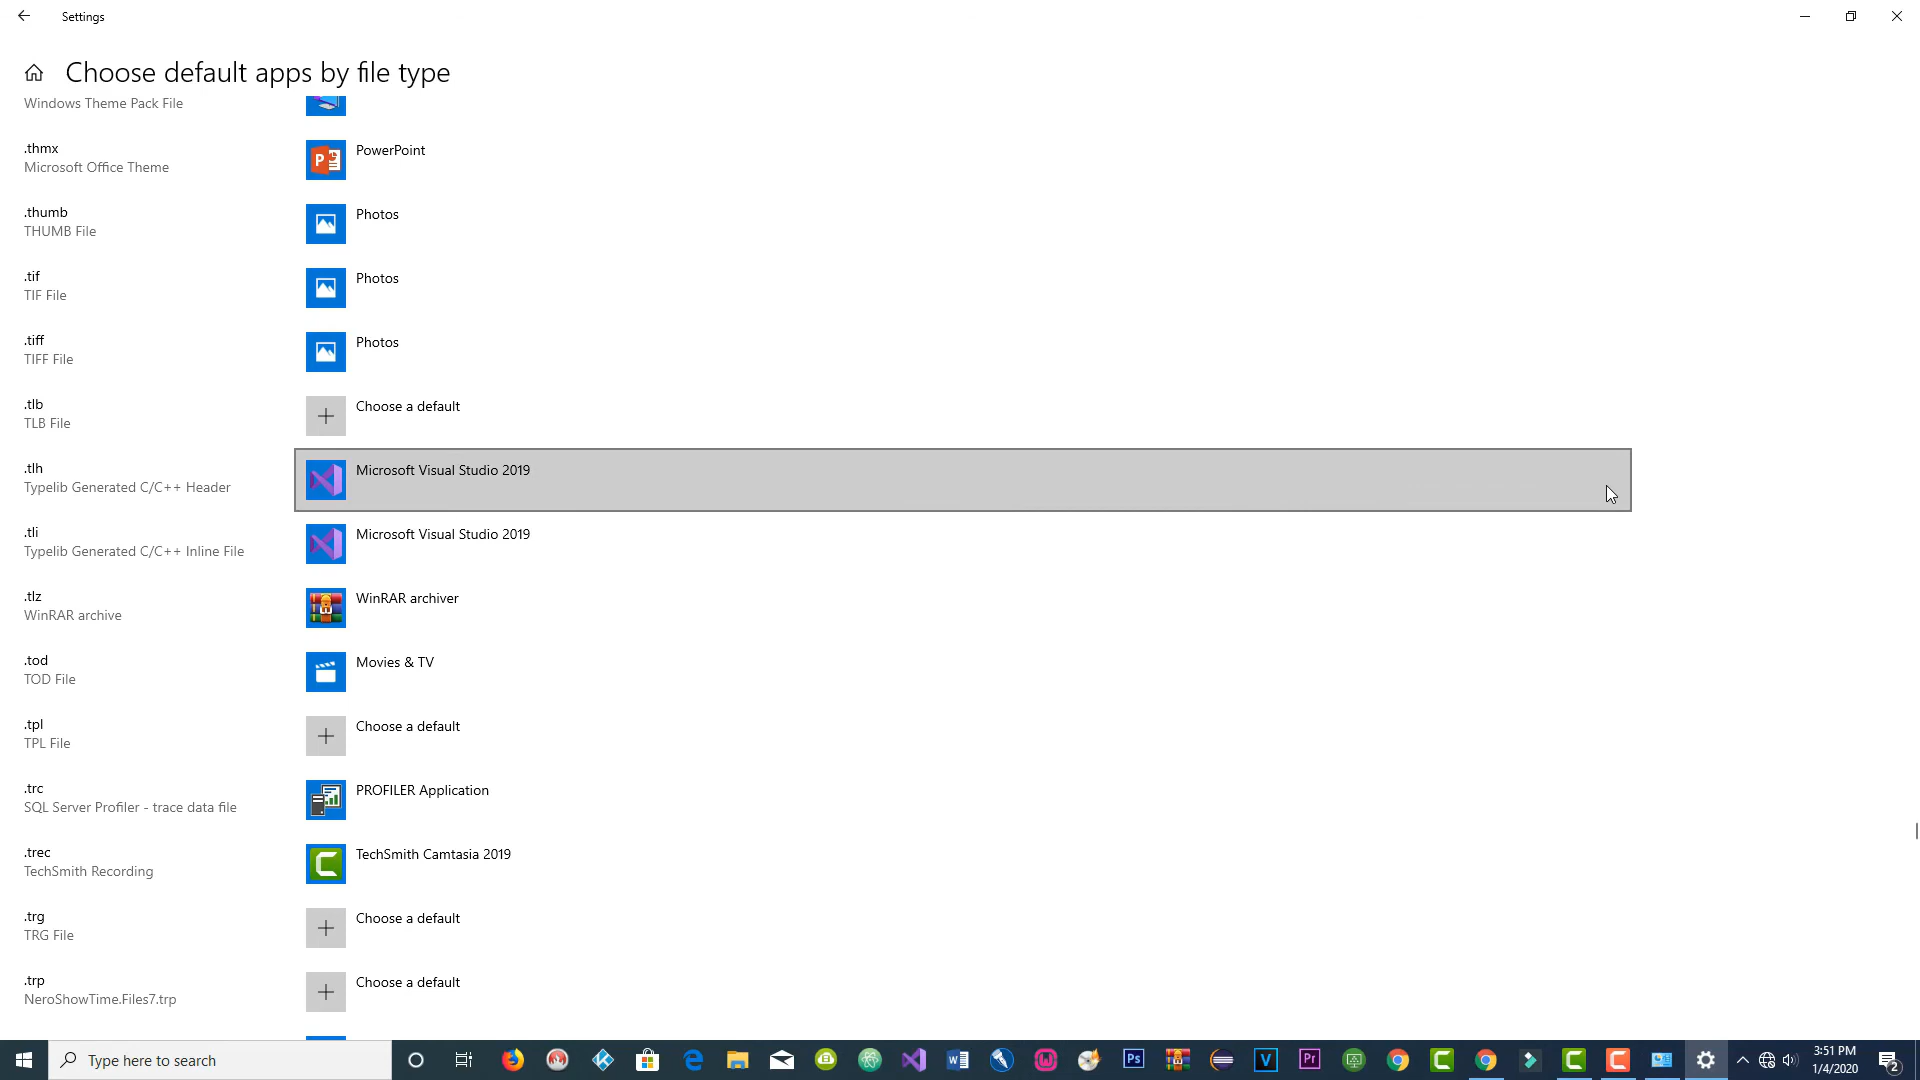 Settings
Choose default apps by file type
Windows Theme Pack File
.thmx
Microsoft Office Theme
PowerPoint
.thumb
THUMB File
Photos
.tif
TIF File
Photos
.tiff
TIFF File
Photos
.tlb
TLB File
Choose a default
.tlh
Typelib Generated C/C++ Header
Microsoft Visual Studio 2019
.tli
Typelib Generated C/C++ Inline File
Microsoft Visual Studio 2019
.tlz
WinRAR archive
WinRAR archiver
.tod
TOD File
Movies & TV
.tpl
TPL File
Choose a default
.trc
SQL Server Profiler - trace data file
PROFILER Application
.trec
TechSmith Recording
TechSmith Camtasia 2019
.trg
TRG File
Choose a default
.trp
NeroShowTime.Files7.trp
Choose a default
Type here to search
Ps
V
Pr
3:51 PM
1/4/2020
2